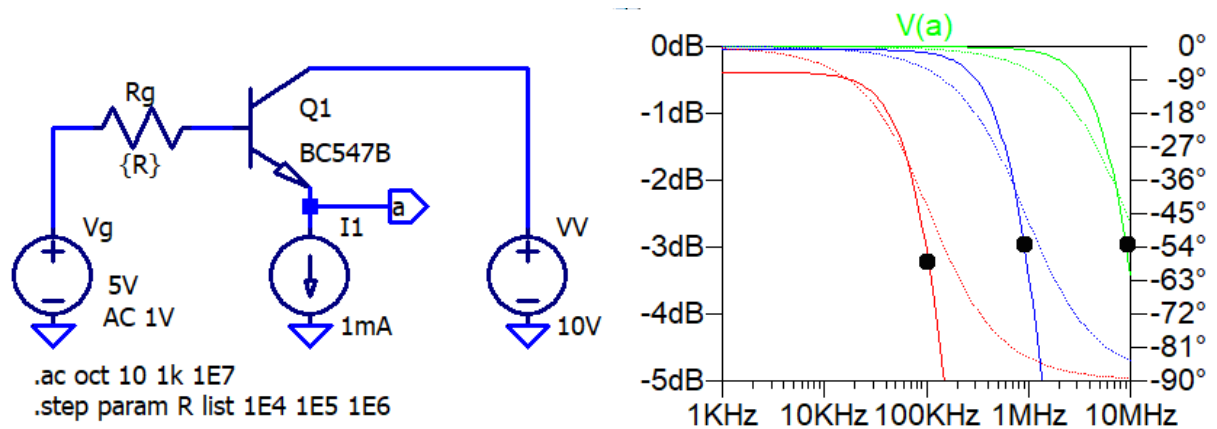 Rg
{R}
Q1
BC547B
a
I1
1mA
Vg
5V
AC 1V
VV
10V
.ac oct 10 1k 1E7
.step param R list 1E4 1E5 1E6
V(a)
0dB
-1dB
-2dB
-3dB
-4dB
-5dB
0°
-9°
-18°
-27°
-36°
-45°
-54°
-63°
-72°
-81°
-90°
1KHz
10KHz
100KHz
1MHz
10MHz